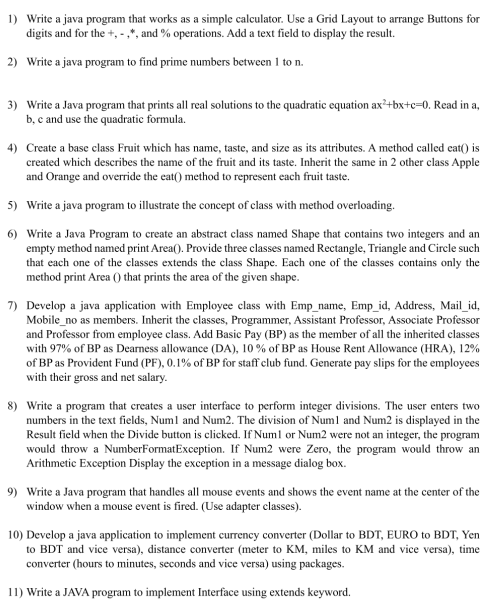 1) Write a java program that works as a simple calculator. Use a Grid Layout to arrange Buttons for
digits and for the +, - ,*, and % operations. Add a text field to display the result.
2) Write a java program to find prime numbers between 1 to n.
3) Write a Java program that prints all real solutions to the quadratic equation ax²+bx+c=0. Read in a,
b, c and use the quadratic formula.
4) Create a base class Fruit which has name, taste, and size as its attributes. A method called eat() is
created which describes the name of the fruit and its taste. Inherit the same in 2 other class Apple
and Orange and override the eat() method to represent each fruit taste.
5) Write a java program to illustrate the concept of class with method overloading.
6) Write a Java Program to create an abstract class named Shape that contains two integers and an
empty method named print Area(). Provide three classes named Rectangle, Triangle and Circle such
that each one of the classes extends the class Shape. Each one of the classes contains only the
method print Area () that prints the area of the given shape.
7) Develop a java application with Employee class with Emp_name, Emp_id, Address, Mail_id,
Mobile_no as members. Inherit the classes, Programmer, Assistant Professor, Associate Professor
and Professor from employee class. Add Basic Pay (BP) as the member of all the inherited classes
with 97% of BP as Dearness allowance (DA), 10 % of BP as House Rent Allowance (HRA), 12%
of BP as Provident Fund (PF), 0.1% of BP for staff club fund. Generate pay slips for the employees
with their gross and net salary.
8) Write a program that creates a user interface to perform integer divisions. The user enters two
numbers in the text fields, Num1 and Num2. The division of Num1 and Num2 is displayed in the
Result field when the Divide button is clicked. If Num1 or Num2 were not an integer, the program
would throw a NumberFormatException. If Num2 were Zero, the program would throw an
Arithmetic Exception Display the exception in a message dialog box.
9) Write a Java program that handles all mouse events and shows the event name at the center of the
window when a mouse event is fired. (Use adapter classes).
10) Develop a java application to implement currency converter (Dollar to BDT, EURO to BDT, Yen
to BDT and vice versa), distance converter (meter to KM, miles to KM and vice versa), time
converter (hours to minutes, seconds and vice versa) using packages.
11) Write a JAVA program to implement Interface using extends keyword.